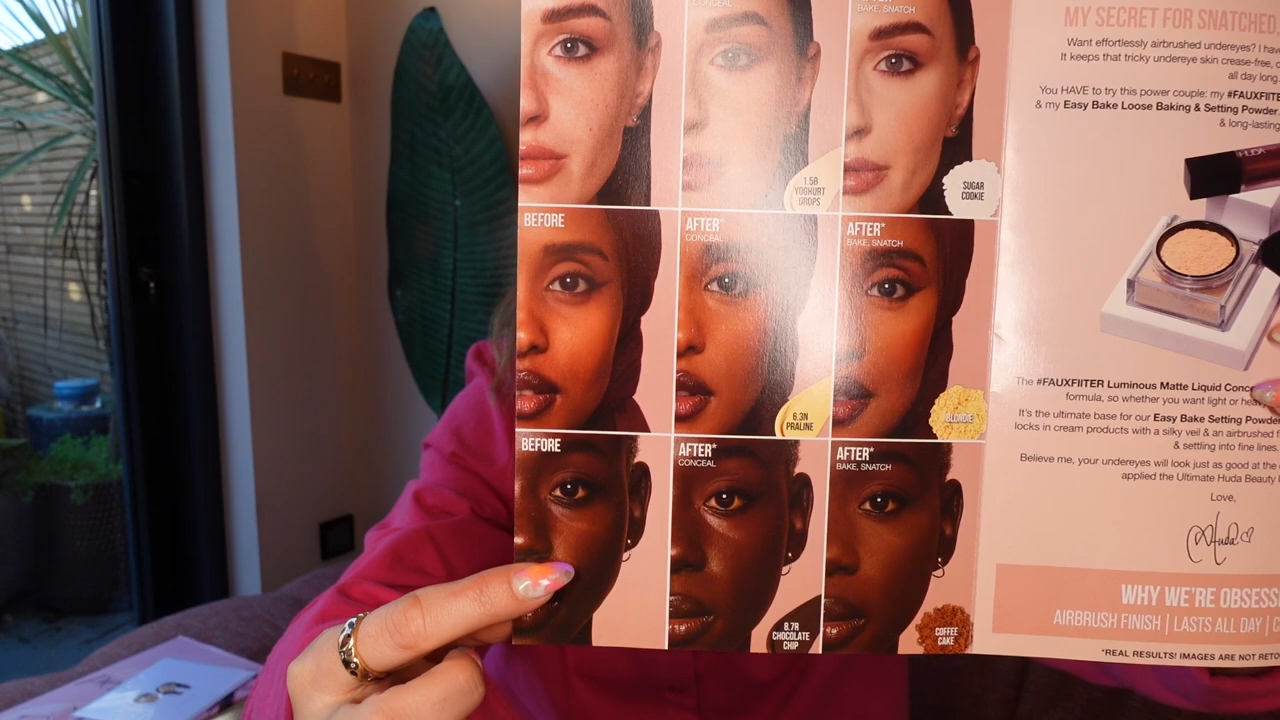 CONCEAL
BAKE, SNATCH
1.5B
YOGHURT
DROPS
SUGAR
COOKIE
BEFORE
AFTER*
CONCEAL
AFTER*
BAKE, SNATCH
6.3N
PRALINE
BLONDIE
BEFORE
AFTER*
CONCEAL
AFTER*
BAKE, SNATCH
8.7R
CHOCOLATE
CHIP
COFFEE
CAKE
MY SECRET FOR SNATCHED,
Want effortlessly airbrushed undereyes? I
It keeps that tricky undereye skin crease-free,
all day long.
You HAVE to try this power couple: my
& my Easy Bake Loose Baking & Setting Powder
& long-lasting
HUDA
The #FAUXFIITER Luminous Matte Liquid
formula, so whether you want light or
It's the ultimate base for our Easy Bake Setting
locks in cream products with a silky veil & an airbrushed
& settling into fine lines.
Believe me, your undereyes will look just as good at the
applied the Ultimate Huda Beauty
Love,
Huda
WHY WE'RE
AIRBRUSH FINISH | LASTS ALL DAY |
*REAL RESULTS! IMAGES ARE NOT